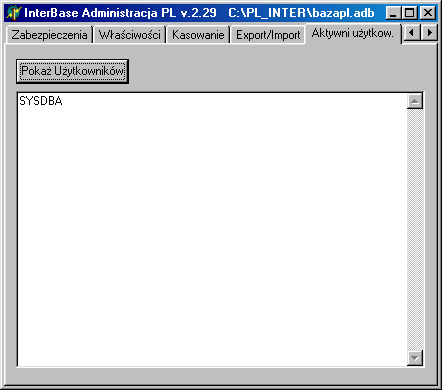 InterBase Administracja PL v.2.29 C:\PL_INTER\bazapl.adb
Zabezpieczenia Właściwości Kasowanie Export/Import Aktywni użytkow.
Pokaż Użytkowników
SYSDBA